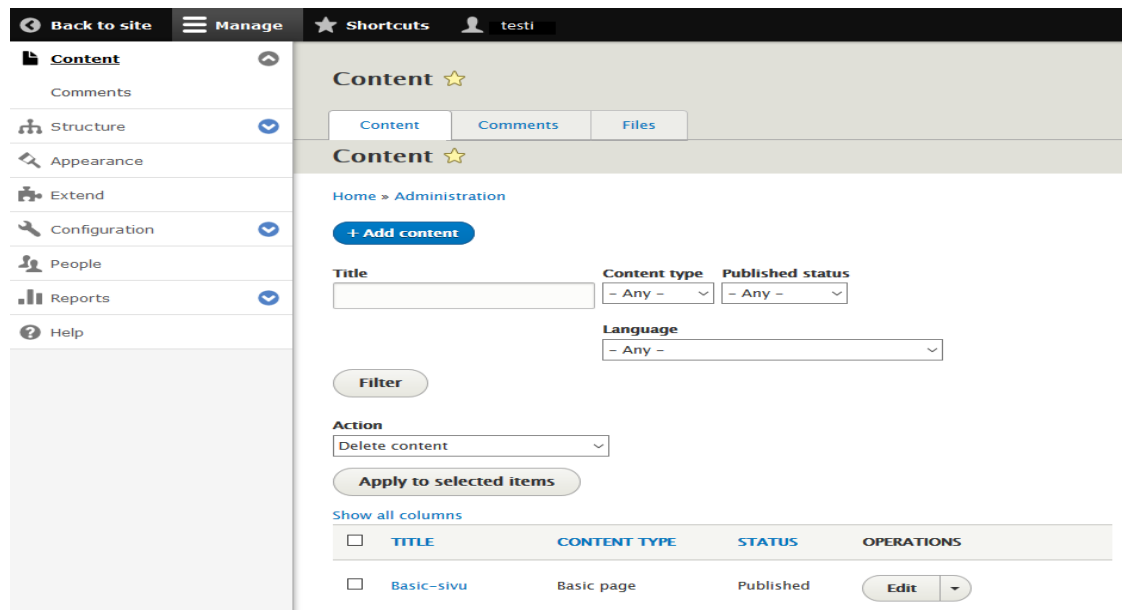 Back to site Manage Shortcuts testi
Content
Comments
Structure
Appearance
Extend
Configuration
People
Reports
Help
Content
Content Comments Files
Content
Home » Administration
+ Add content
Title Content type Published status
- Any - - Any -
Language
- Any -
Filter
Action
Delete content
Apply to selected items
Show all columns
TITLE CONTENT TYPE STATUS OPERATIONS
Basic-sivu Basic page Published Edit